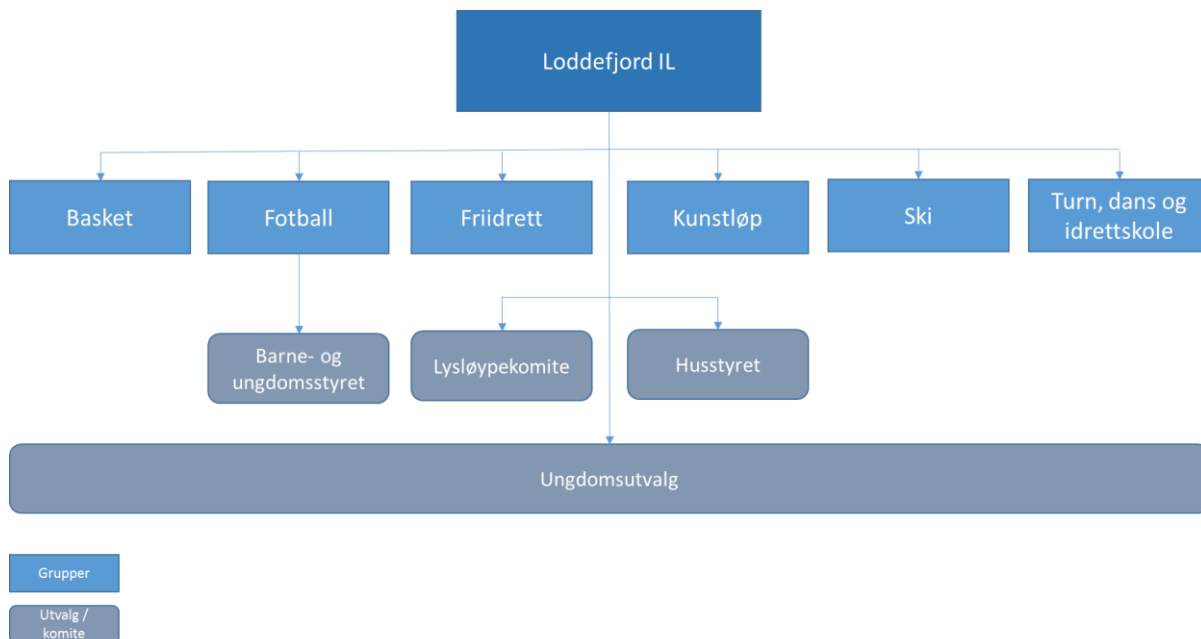 Loddefjord IL
Basket
Fotball
Friidrett
Kunstløp
Ski
Turn, dans og
idrettskole
Barne- og
ungdomsstyret
Lysløypekomite
Husstyret
Ungdomsutvalg
Grupper
Utvalg /
komite